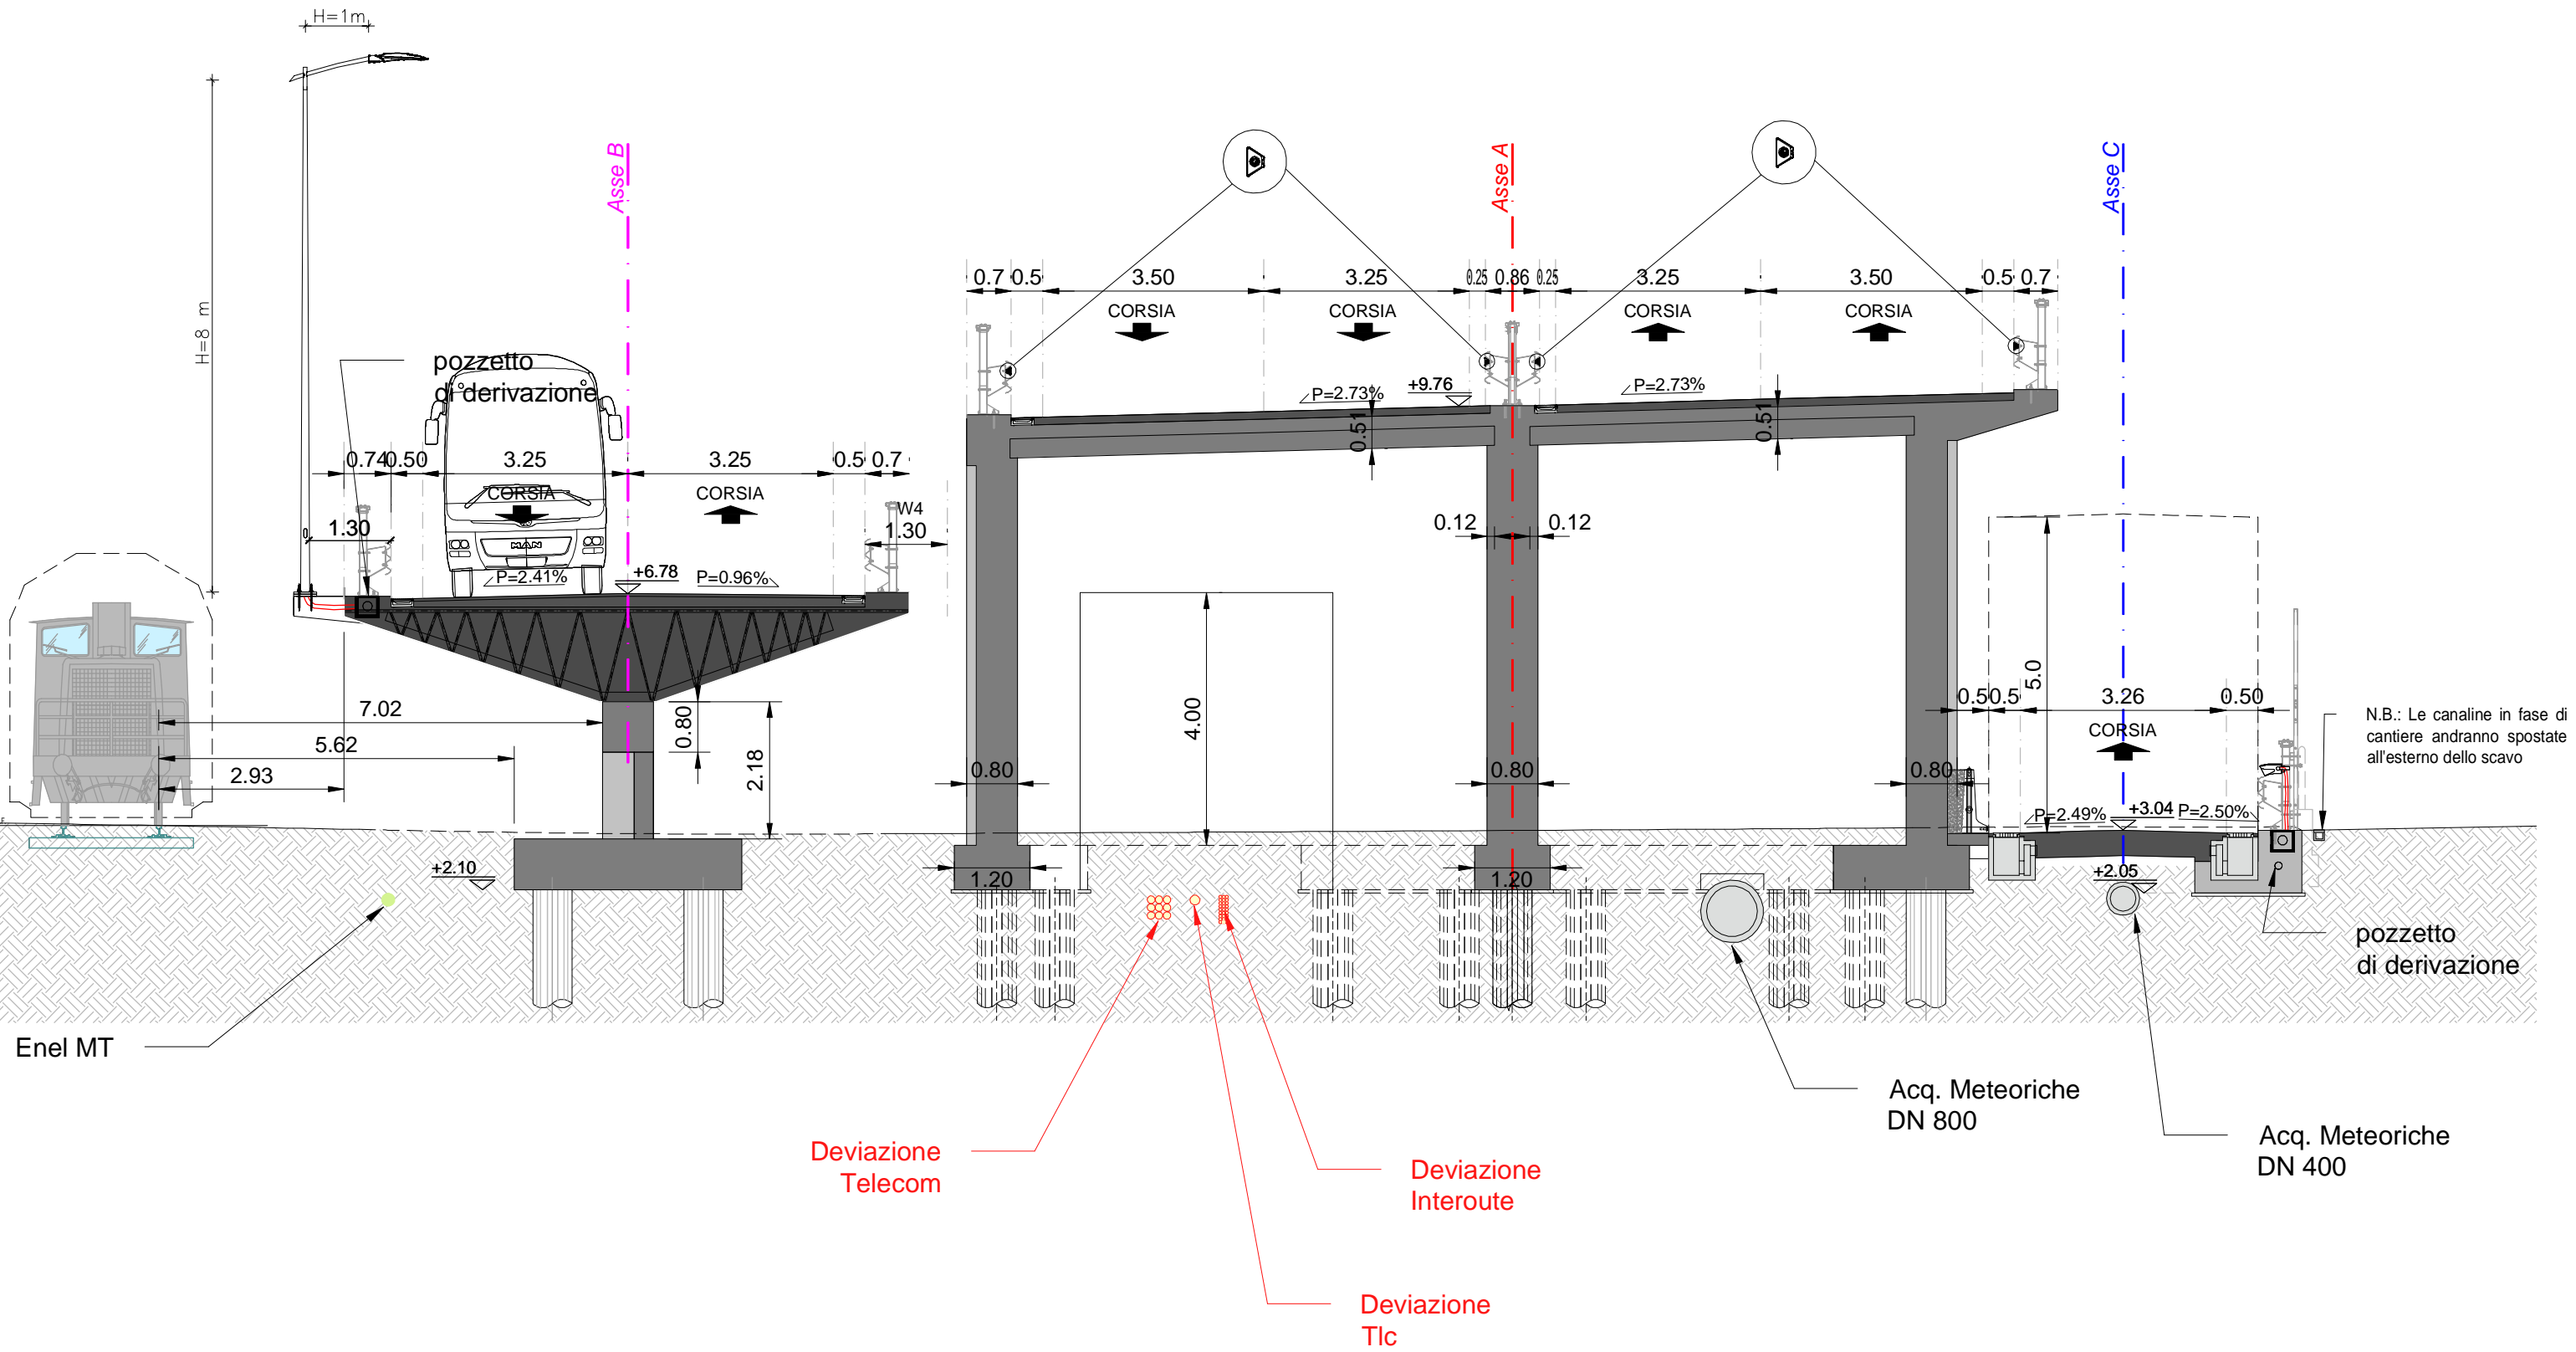 H=1m
H=8 m
Asse B
Asse A
Asse C
0.7
0.5
3.50
3.25
0.25
0.86
0.25
3.25
3.50
0.5
0.7
CORSIA
CORSIA
CORSIA
CORSIA
pozzetto
di derivazione
P=2.73%
+9.76
P=2.73%
0.51
0.51
0.74
0.50
3.25
3.25
0.5
0.7
CORSIA
CORSIA
W4
1.30
1.30
MAN
0.12
0.12
P=2.41%
+6.78
P=0.96%
4.00
5.0
7.02
5.62
2.93
0.80
2.18
0.80
0.80
0.80
0.5
0.5
3.26
0.50
CORSIA
N.B.: Le canaline in fase di
cantiere andranno spostate
all'esterno dello scavo
P=2.49%
+3.04
P=2.50%
+2.10
1.20
1.20
+2.05
pozzetto
di derivazione
Enel MT
Acq. Meteoriche
DN 800
Acq. Meteoriche
DN 400
Deviazione
Telecom
Deviazione
Interoute
Deviazione
Tlc